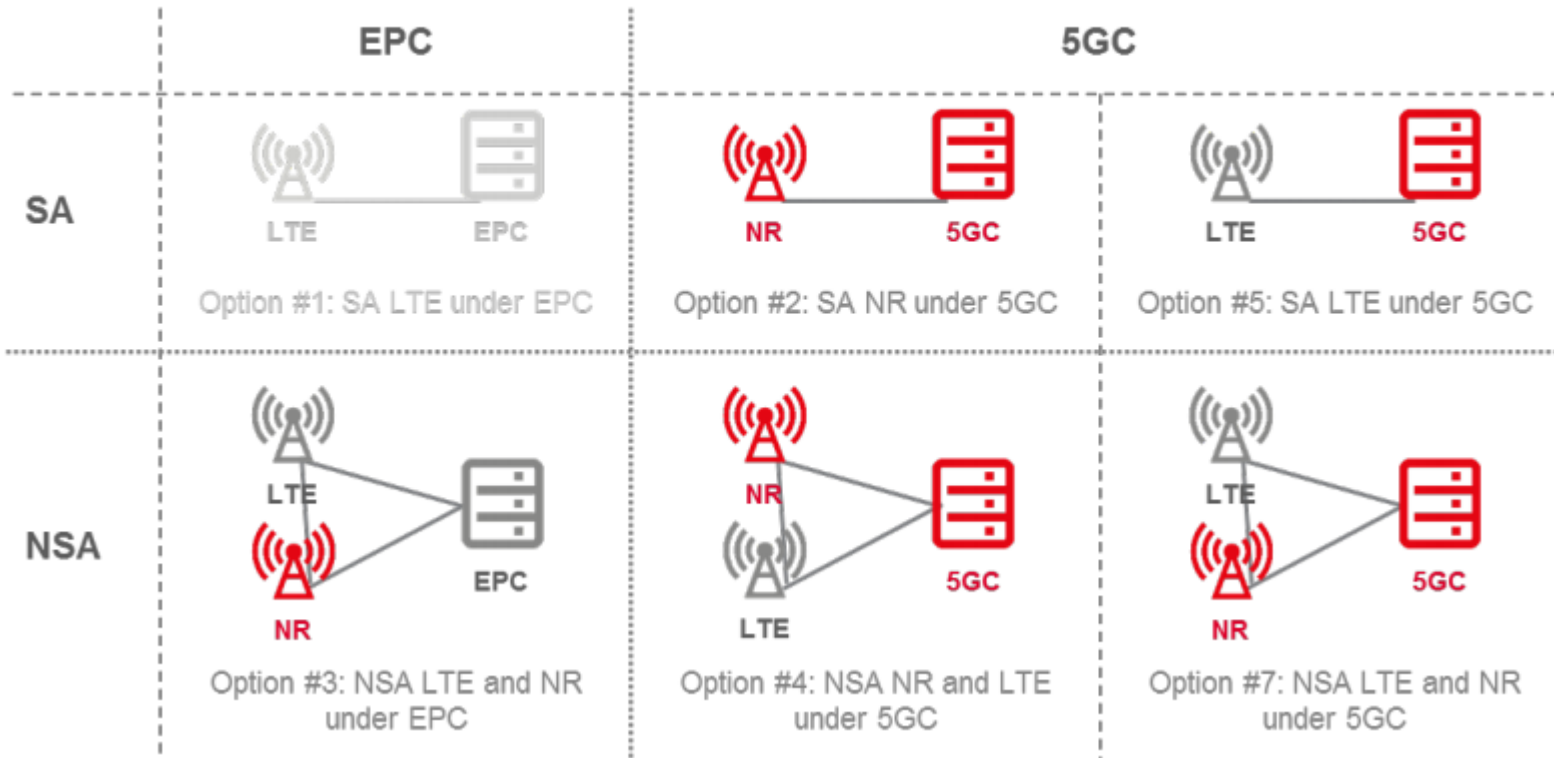 EPC
5GC
SA
LTE
EPC
Option #1: SA LTE under EPC
NR
5GC
Option #2: SA NR under 5GC
LTE
5GC
Option #5: SA LTE under 5GC
NSA
LTE
NR
EPC
Option #3: NSA LTE and NR
under EPC
NR
LTE
5GC
Option #4: NSA NR and LTE
under 5GC
LTE
NR
5GC
Option #7: NSA LTE and NR
under 5GC